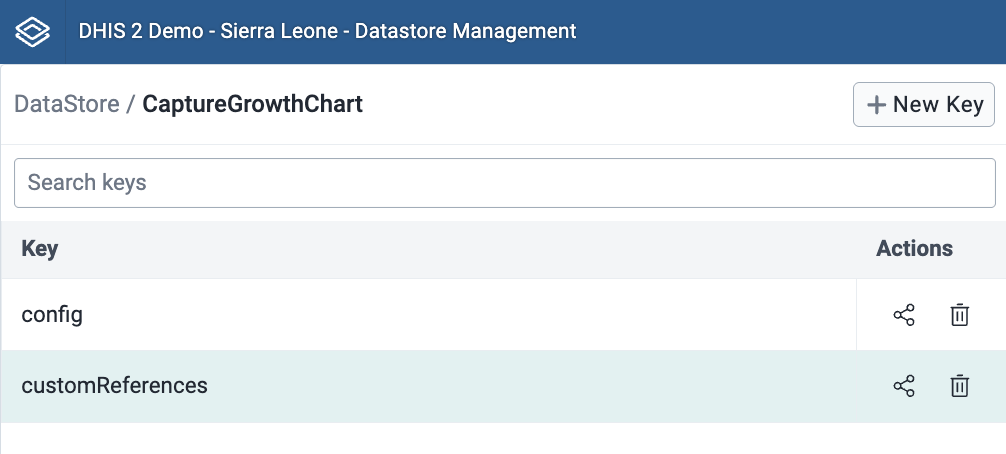 DHIS 2 Demo - Sierra Leone - Datastore Management
DataStore / CaptureGrowthChart
New Key
Search keys
Key Actions
config
customReferences